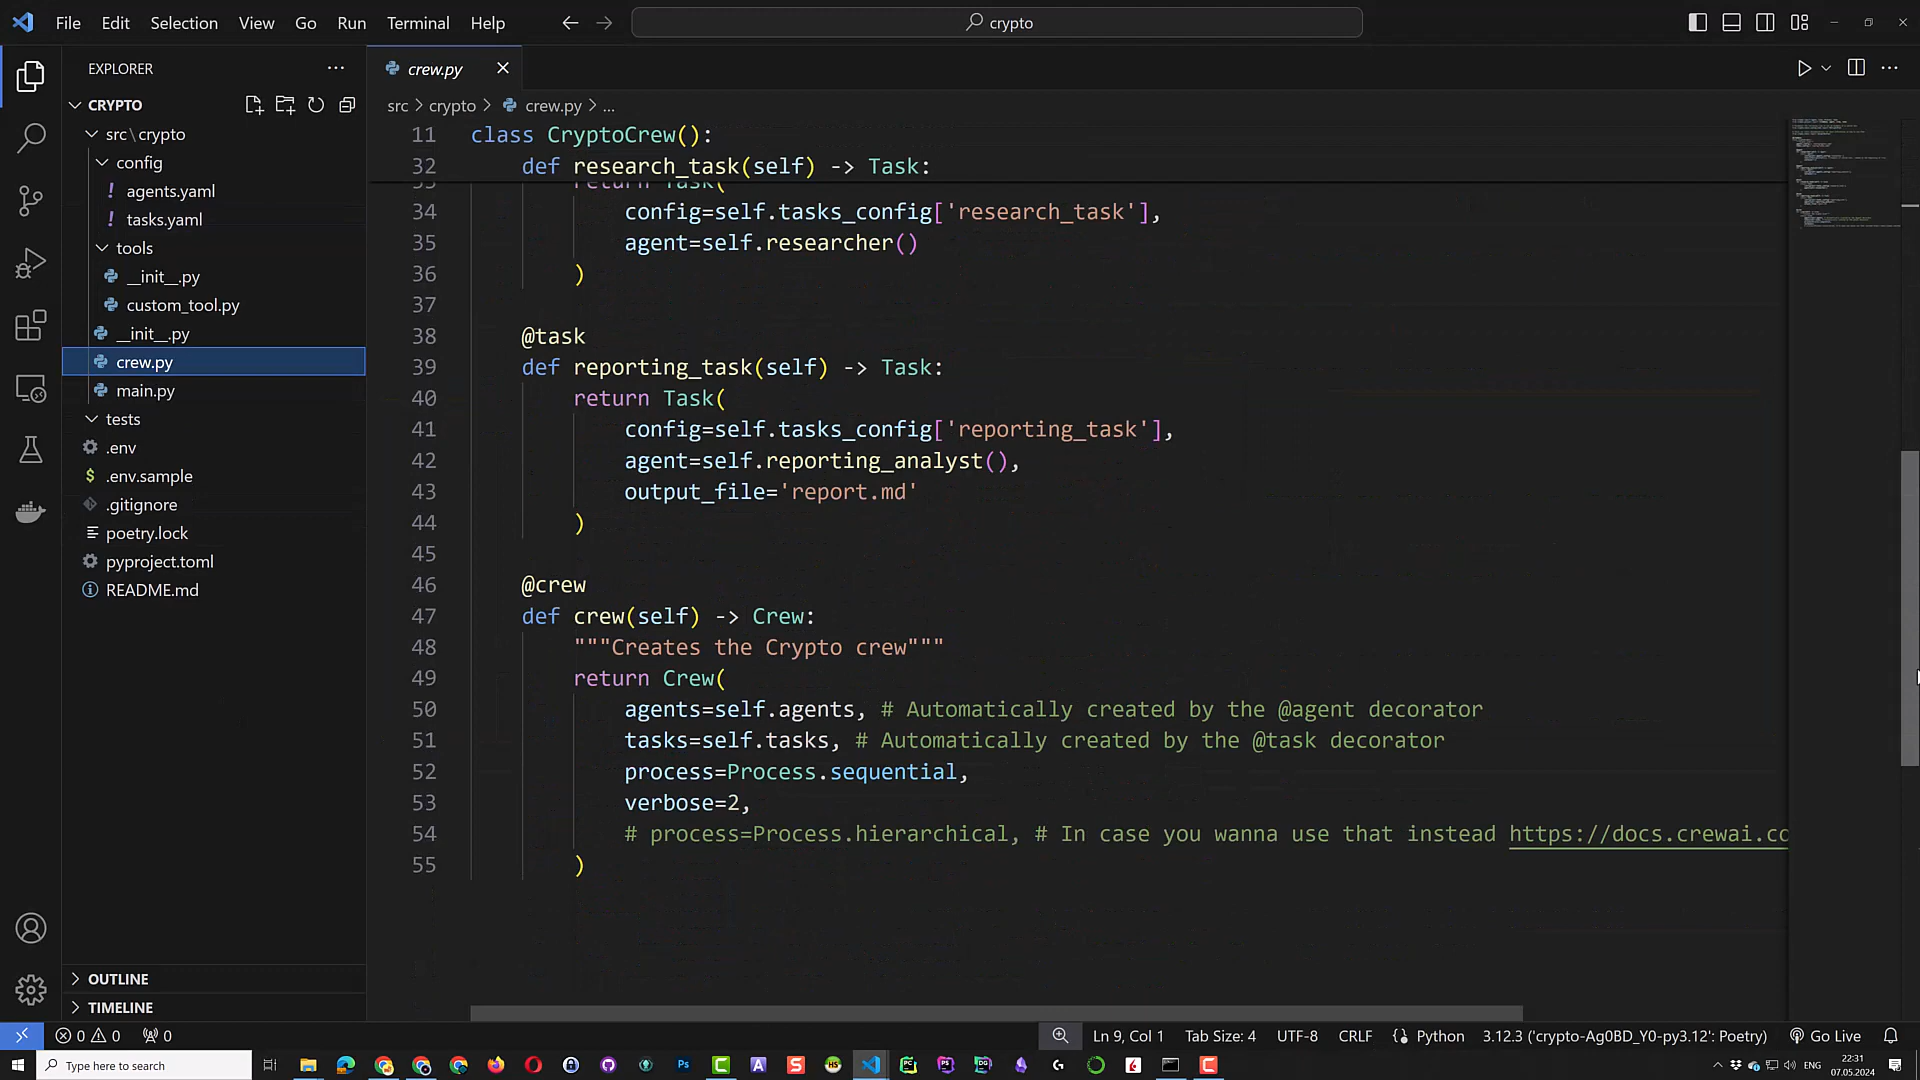 File Edit Selection View Go Run Terminal Help
crypto
EXPLORER
CRYPTO
src\crypto
config
! agents.yaml
! tasks.yaml
tools
__init__.py
custom_tool.py
__init__.py
crew.py
main.py
tests
.env
$ .env.sample
.gitignore
poetry.lock
pyproject.toml
README.md
OUTLINE
TIMELINE
crew.py
src > crypto > crew.py > ...
11 class CryptoCrew():
32 def research_task(self) -> Task:
33 return Task(
34 config=self.tasks_config['research_task'],
35 agent=self.researcher()
36 )
37
38 @task
39 def reporting_task(self) -> Task:
40 return Task(
41 config=self.tasks_config['reporting_task'],
42 agent=self.reporting_analyst(),
43 output_file='report.md'
44 )
45
46 @crew
47 def crew(self) -> Crew:
48 """Creates the Crypto crew"""
49 return Crew(
50 agents=self.agents, # Automatically created by the @agent decorator
51 tasks=self.tasks, # Automatically created by the @task decorator
52 process=Process.sequential,
53 verbose=2,
54 # process=Process.hierarchical, # In case you wanna use that instead https://docs.crewai.co
55 )
0 0 0
Ln 9, Col 1 Tab Size: 4 UTF-8 CRLF Python 3.12.3 ('crypto-Ag0BD_Y0-py3.12': Poetry) Go Live
Type here to search
ENG
22:31
07.05.2024